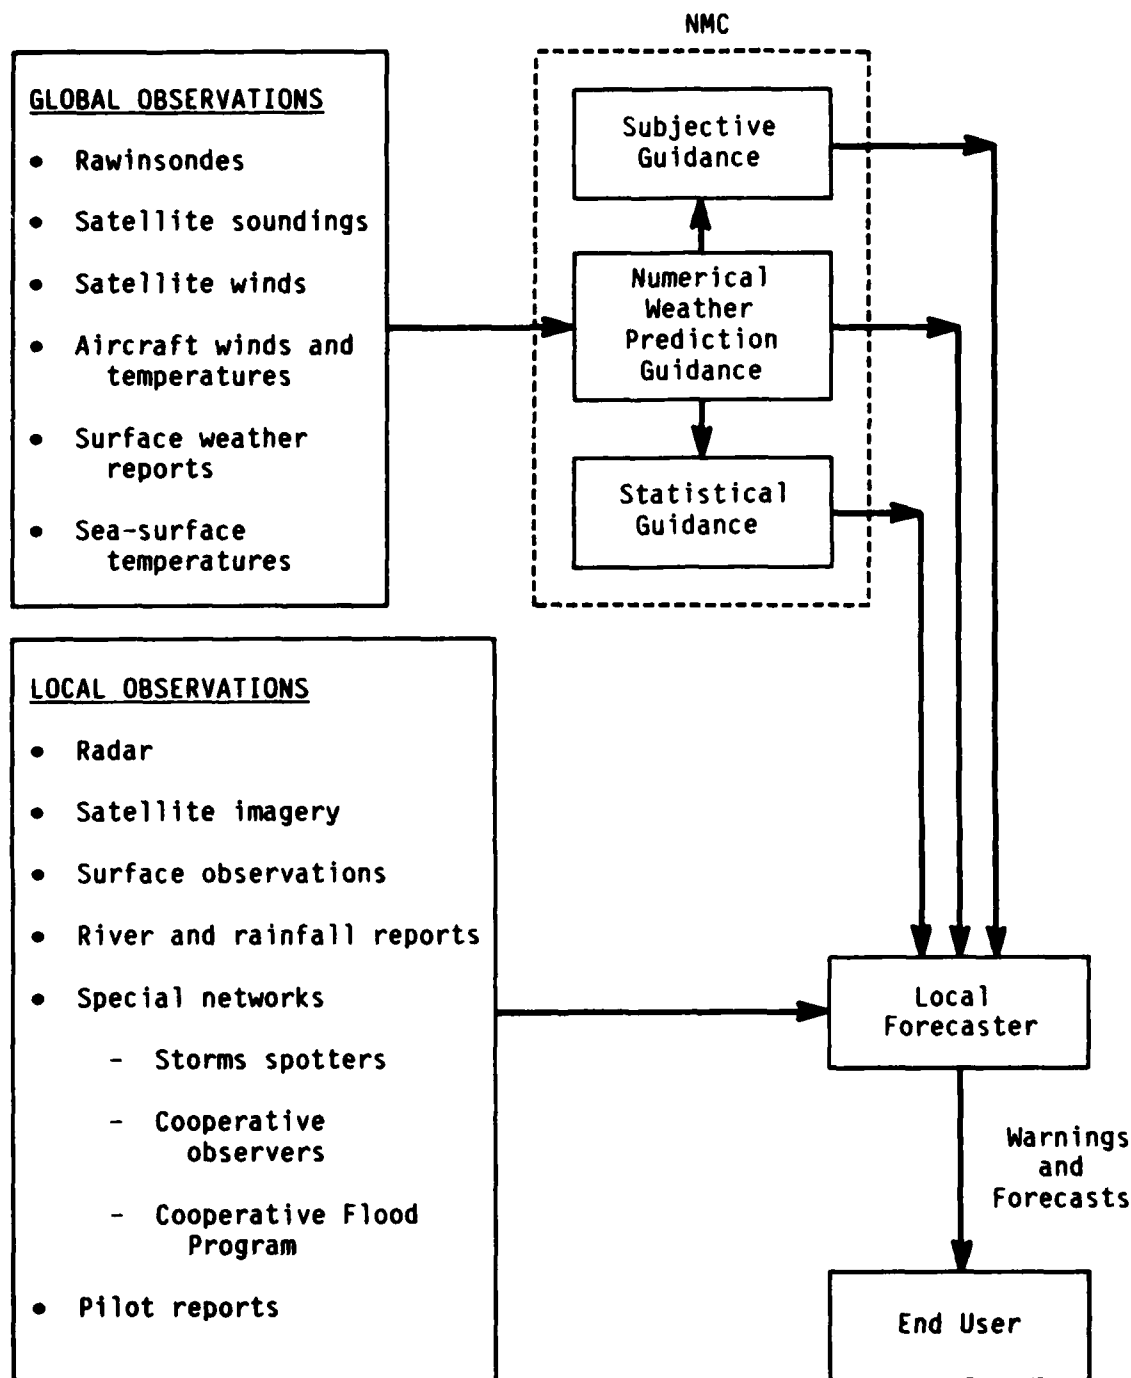 NMC
GLOBAL OBSERVATIONS
• Rawinsondes
• Satellite soundings
• Satellite winds
• Aircraft winds and
temperatures
• Surface weather
reports
• Sea-surface
temperatures
Subjective
Guidance
Numerical
Weather
Prediction
Guidance
Statistical
Guidance
LOCAL OBSERVATIONS
• Radar
• Satellite imagery
• Surface observations
• River and rainfall reports
• Special networks
- Storms spotters
- Cooperative
observers
- Cooperative Flood
Program
• Pilot reports
Local
Forecaster
Warnings
and
Forecasts
End User